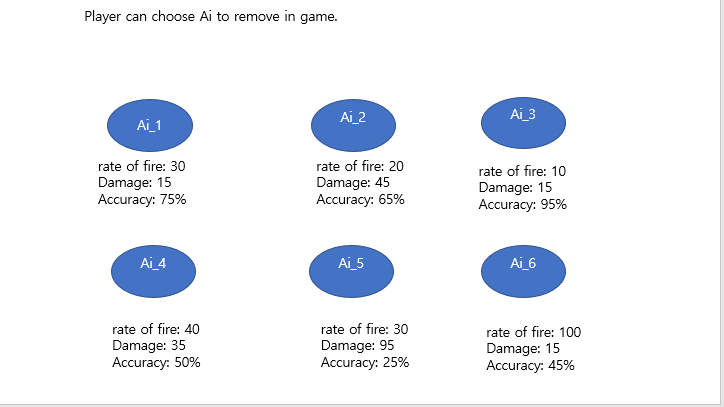 Player can choose Ai to remove in game.
Ai_1
Ai_2
Ai_3
rate of fire: 30
Damage: 15
Accuracy: 75%
rate of fire: 20
Damage: 45
Accuracy: 65%
rate of fire: 10
Damage: 15
Accuracy: 95%
Ai_4
Ai_5
Ai_6
rate of fire: 40
Damage: 35
Accuracy: 50%
rate of fire: 30
Damage: 95
Accuracy: 25%
rate of fire: 100
Damage: 15
Accuracy: 45%